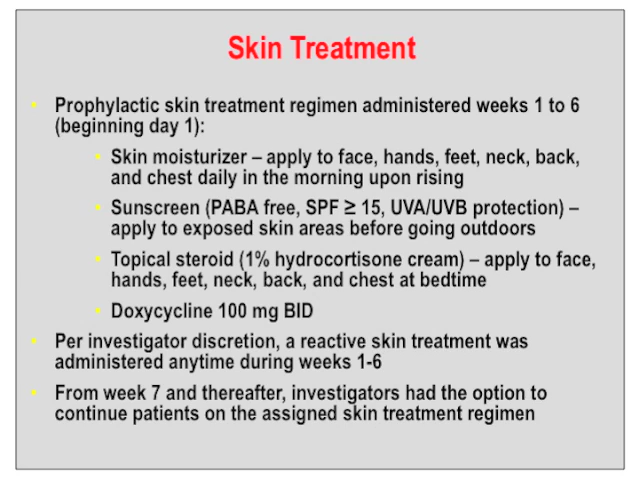 Skin Treatment
• Prophylactic skin treatment regimen administered weeks 1 to 6
(beginning day 1):
• Skin moisturizer – apply to face, hands, feet, neck, back,
and chest daily in the morning upon rising
• Sunscreen (PABA free, SPF ≥ 15, UVA/UVB protection) –
apply to exposed skin areas before going outdoors
• Topical steroid (1% hydrocortisone cream) – apply to face,
hands, feet, neck, back, and chest at bedtime
• Doxycycline 100 mg BID
• Per investigator discretion, a reactive skin treatment was
administered anytime during weeks 1-6
• From week 7 and thereafter, investigators had the option to
continue patients on the assigned skin treatment regimen